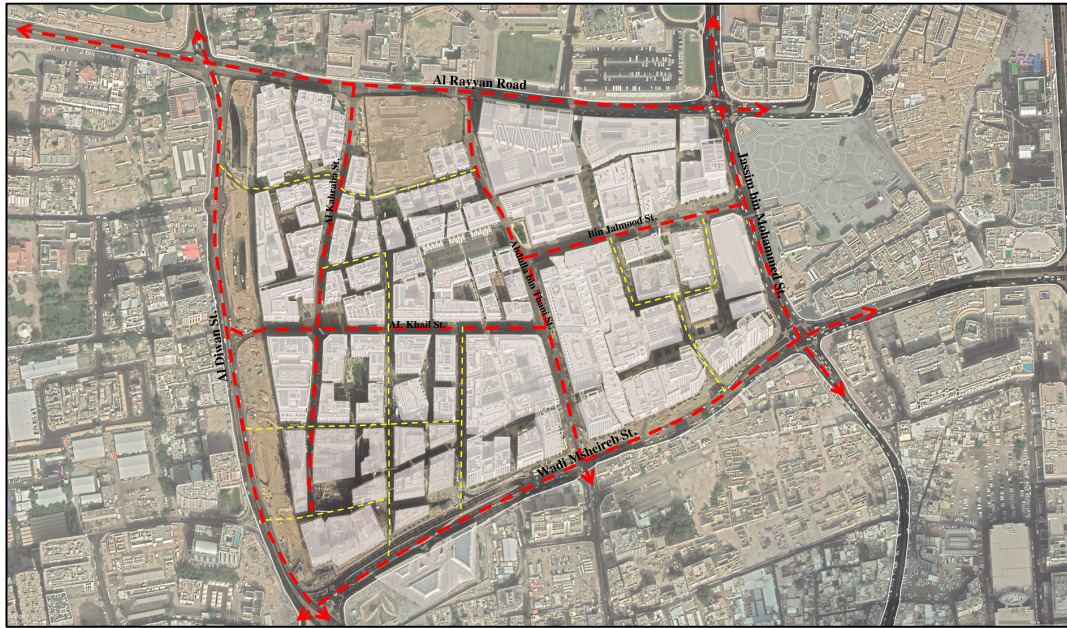 Al Rayyan Road
Al Kahraba St.
Jassim bin Mohammed St.
Bin Jalmood St.
Abdulla Bin Thani St.
Al Diwan St.
AL Khail St.
Wadi Msheireb St.